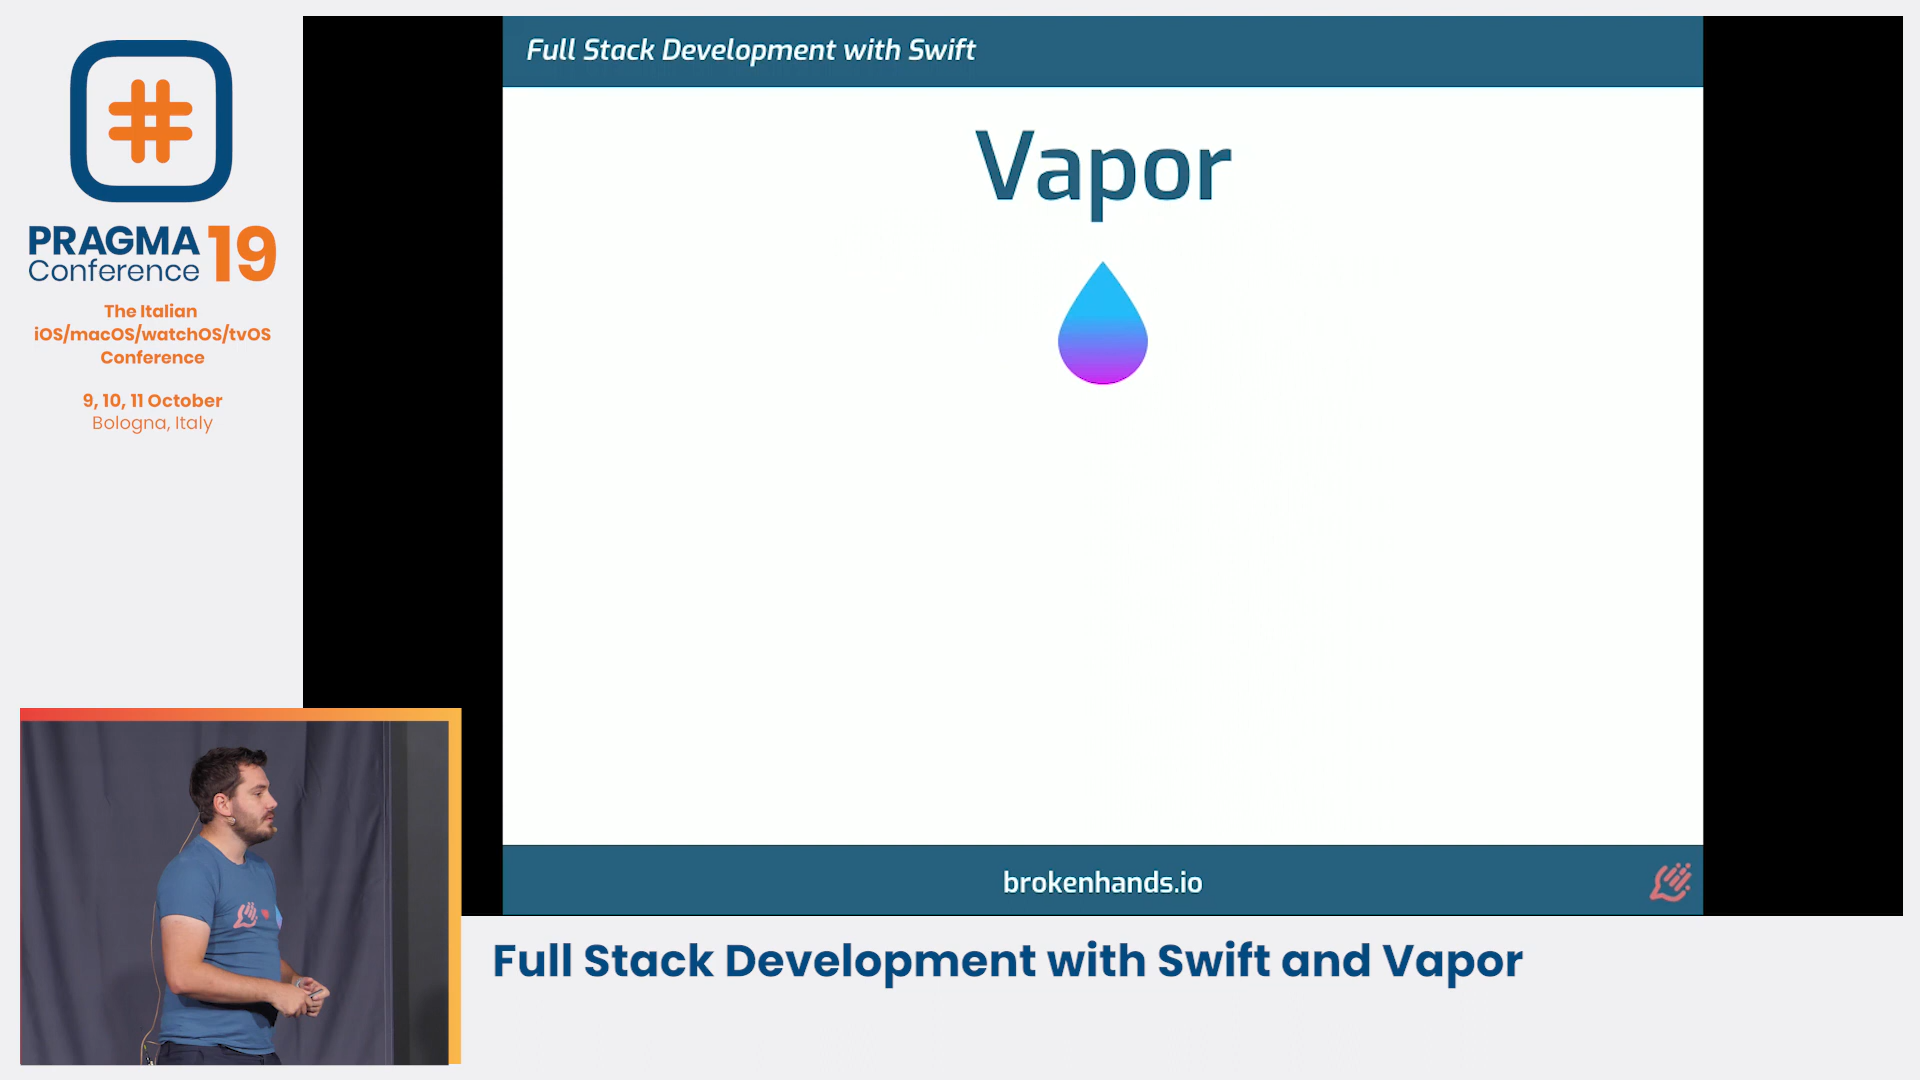 PRAGMA 19
Conference
The Italian
iOS/macOS/watchOS/tvOS
Conference
9, 10, 11 October
Bologna, Italy
Full Stack Development with Swift
Vapor
brokenhands.io
Full Stack Development with Swift and Vapor